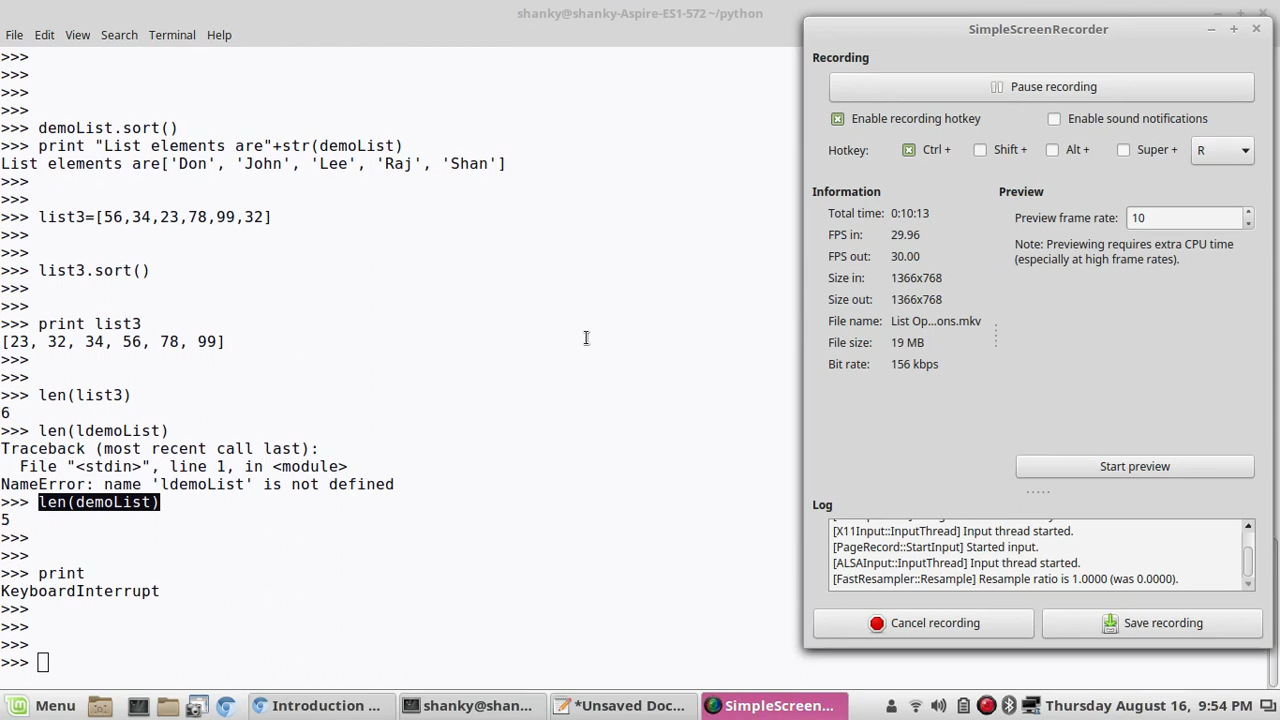 shanky@shanky-Aspire-ES1-572 ~/python
File Edit View Search Terminal Help
>>>
>>>
>>>
>>>
>>> demoList.sort()
>>> print "List elements are"+str(demoList)
List elements are['Don', 'John', 'Lee', 'Raj', 'Shan']
>>>
>>>
>>> list3=[56,34,23,78,99,32]
>>>
>>>
>>> list3.sort()
>>>
>>>
>>> print list3
[23, 32, 34, 56, 78, 99]
>>>
>>>
>>> len(list3)
6
>>> len(ldemoList)
Traceback (most recent call last):
  File "<stdin>", line 1, in <module>
NameError: name 'ldemoList' is not defined
>>> len(demoList)
5
>>>
>>>
>>> print
KeyboardInterrupt
>>>
>>>
>>>
>>>
SimpleScreenRecorder
Recording
Pause recording
Enable recording hotkey Enable sound notifications
Hotkey: Ctrl + Shift + Alt + Super + R
Information
Total time: 0:10:13
FPS in: 29.96
FPS out: 30.00
Size in: 1366x768
Size out: 1366x768
File name: List Op...ons.mkv
File size: 19 MB
Bit rate: 156 kbps
Preview
Preview frame rate: 10
Note: Previewing requires extra CPU time
(especially at high frame rates).
Start preview
Log
[X11Input::InputThread] Input thread started.
[PageRecord::StartInput] Started input.
[ALSAInput::InputThread] Input thread started.
[FastResampler::Resample] Resample ratio is 1.0000 (was 0.0000).
Cancel recording Save recording
Menu Introduction ... shanky@shan... *Unsaved Doc... SimpleScreen... Thursday August 16, 9:54 PM